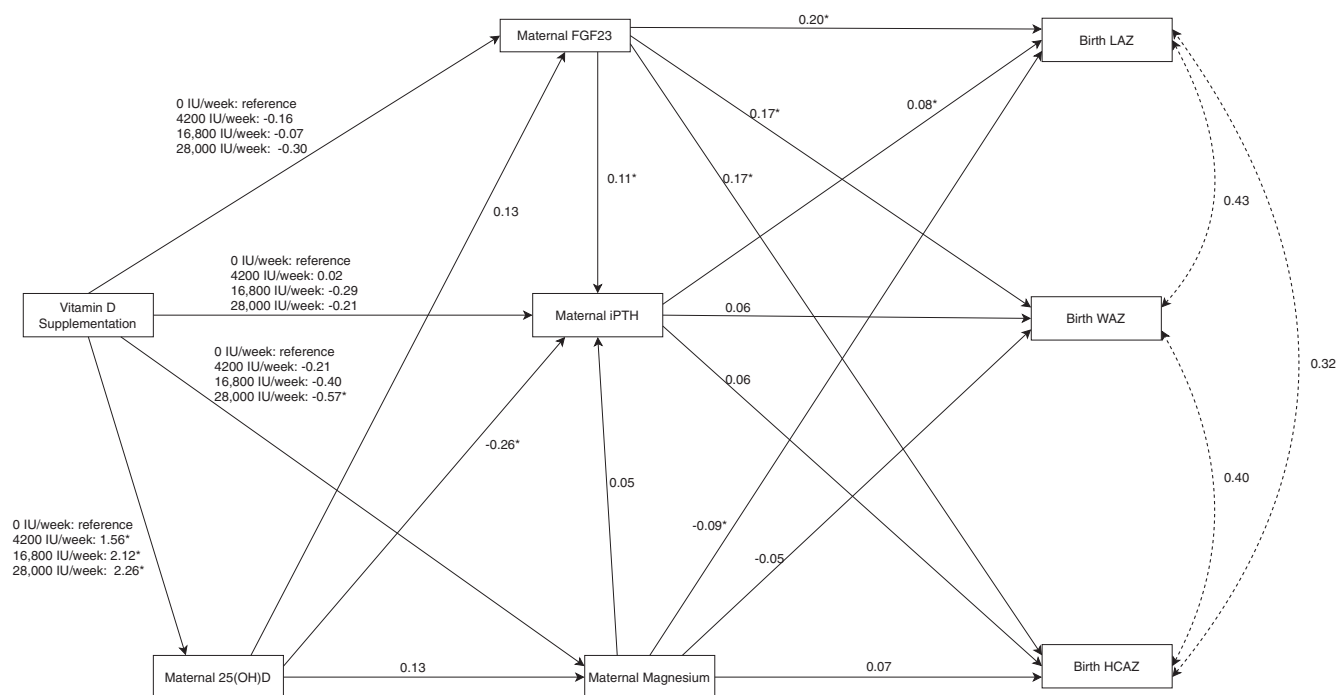 Maternal FGF23
0.20*
Birth LAZ
0 IU/week: reference
4200 IU/week: -0.16
16,800 IU/week: -0.07
28,000 IU/week: -0.30
0.08*
0.17*
0.11*
0.17*
0.13
0.43
0 IU/week: reference
4200 IU/week: 0.02
16,800 IU/week: -0.29
28,000 IU/week: -0.21
Vitamin D
Supplementation
Maternal iPTH
0.06
Birth WAZ
0 IU/week: reference
4200 IU/week: -0.21
16,800 IU/week: -0.40
28,000 IU/week: -0.57*
0.06
0.32
-0.26*
0.05
0.40
0 IU/week: reference
4200 IU/week: 1.56*
16,800 IU/week: 2.12*
28,000 IU/week: 2.26*
-0.09*
-0.05
Maternal 25(OH)D
0.13
Maternal Magnesium
0.07
Birth HCAZ